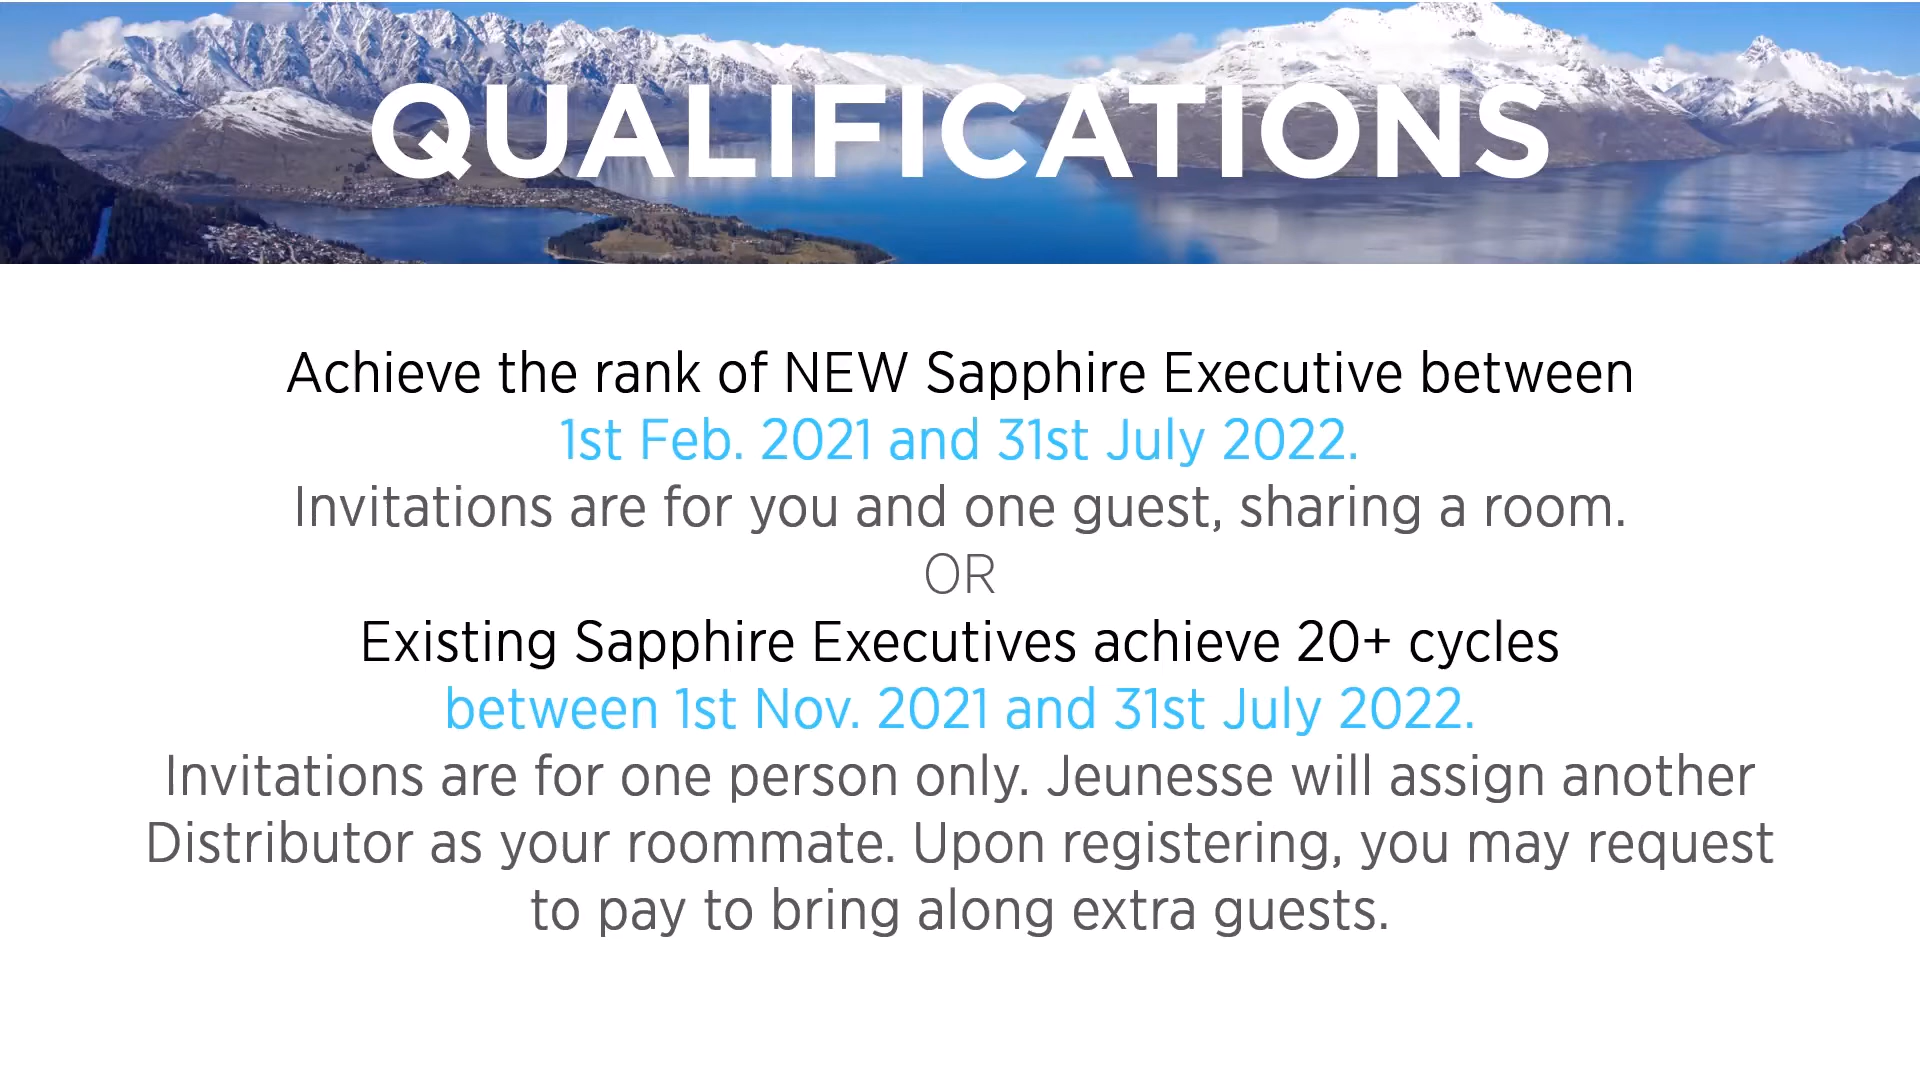 QUALIFICATIONS
Achieve the rank of NEW Sapphire Executive between
1st Feb. 2021 and 31st July 2022.
Invitations are for you and one guest, sharing a room.
OR
Existing Sapphire Executives achieve 20+ cycles
between 1st Nov. 2021 and 31st July 2022.
Invitations are for one person only. Jeunesse will assign another
Distributor as your roommate. Upon registering, you may request
to pay to bring along extra guests.